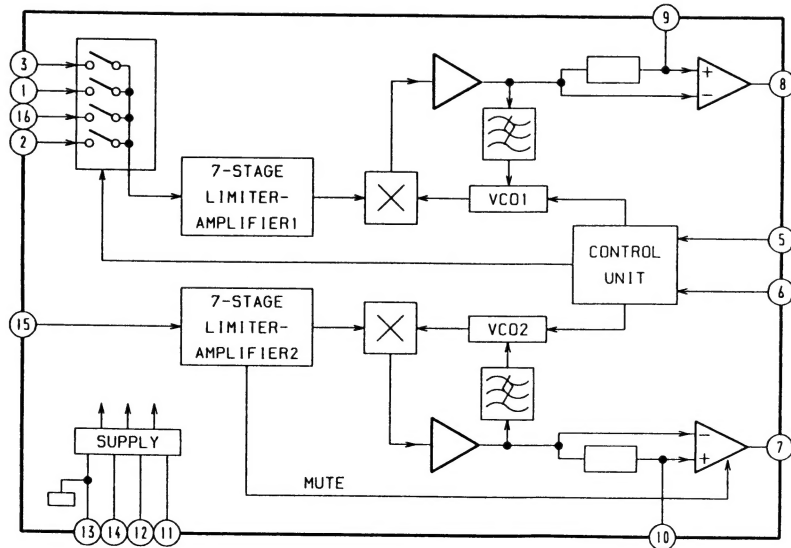 9
3
1
16
2
+
−
8
7-STAGE
LIMITER-
AMPLIFIER1
VCO1
CONTROL
UNIT
5
6
7-STAGE
LIMITER-
AMPLIFIER2
VCO2
15
SUPPLY
−
+
7
MUTE
13
14
12
11
10